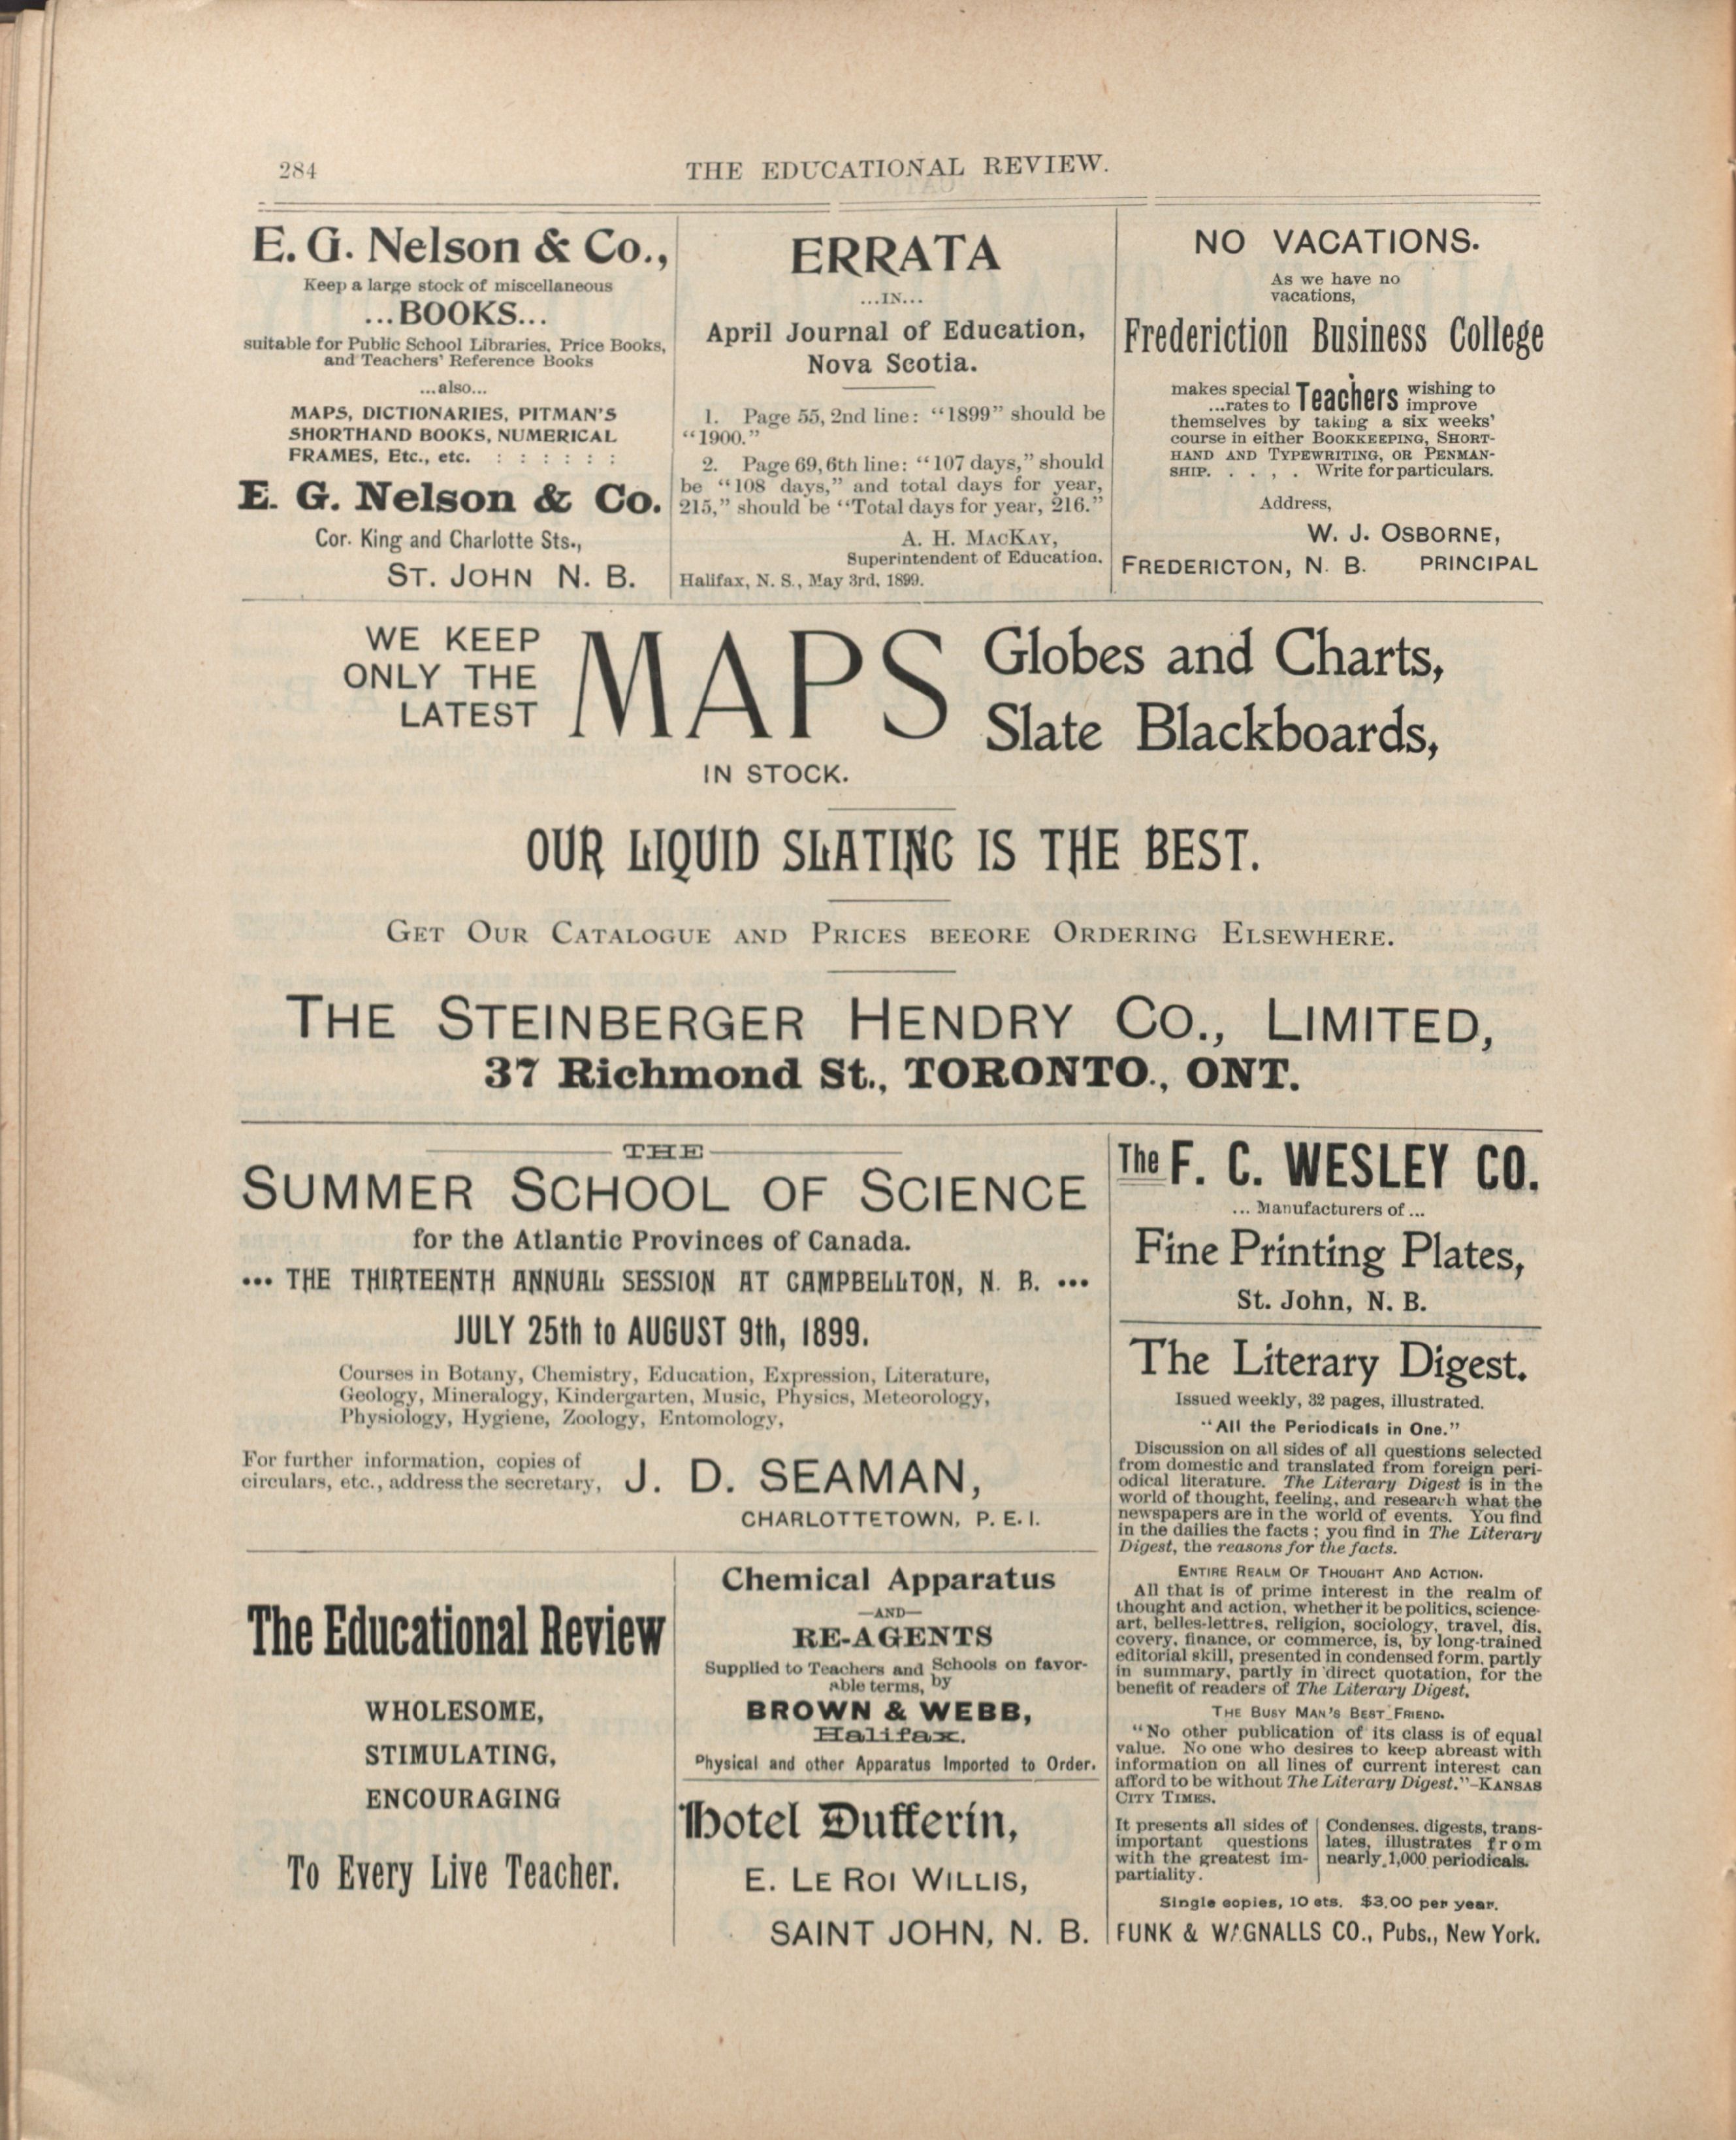 284
THE EDUCATIONAL REVIEW.
E. G. Nelson & Co.,
Keep a large stock of miscellaneous
...BOOKS...
suitable for Public School Libraries, Price Books,
and Teachers' Reference Books
...also...
MAPS, DICTIONARIES, PITMAN'S
SHORTHAND BOOKS, NUMERICAL
FRAMES, Etc., etc. : : : : : :
E. G. Nelson & Co.
Cor. King and Charlotte Sts.,
ST. JOHN N. B.
ERRATA
...IN...
April Journal of Education,
Nova Scotia.
1. Page 55, 2nd line: "1899" should be
"1900."
2. Page 69, 6th line: "107 days," should
be "108 days," and total days for year,
215," should be "Total days for year, 216."
A. H. MACKAY,
Superintendent of Education.
Halifax, N. S., May 3rd, 1899.
NO VACATIONS.
As we have no
vacations,
Frederiction Business College
makes special Teachers wishing to
...rates to improve
themselves by taking a six weeks'
course in either BOOKKEEPING, SHORT-
HAND AND TYPEWRITING, OR PENMAN-
SHIP. . . , . Write for particulars.
Address,
W. J. OSBORNE,
FREDERICTON, N. B. PRINCIPAL
WE KEEP
ONLY THE
LATEST
MAPS
IN STOCK.
Globes and Charts,
Slate Blackboards,
OUR LIQUID SLATING IS THE BEST.
GET OUR CATALOGUE AND PRICES BEEORE ORDERING ELSEWHERE.
THE STEINBERGER HENDRY CO., LIMITED,
37 Richmond St., TORONTO., ONT.
THE
SUMMER SCHOOL OF SCIENCE
for the Atlantic Provinces of Canada.
... THE THIRTEENTH ANNUAL SESSION AT CAMPBELLTON, N. B. ...
JULY 25th to AUGUST 9th, 1899.
Courses in Botany, Chemistry, Education, Expression, Literature,
Geology, Mineralogy, Kindergarten, Music, Physics, Meteorology,
Physiology, Hygiene, Zoology, Entomology,
For further information, copies of
circulars, etc., address the secretary,
J. D. SEAMAN,
CHARLOTTETOWN, P. E. I.
The Educational Review
WHOLESOME,
STIMULATING,
ENCOURAGING
To Every Live Teacher.
Chemical Apparatus
—AND—
RE-AGENTS
Supplied to Teachers and Schools on favor-
able terms, by
BROWN & WEBB,
Halifax.
Physical and other Apparatus Imported to Order.
Hotel Dufferin,
E. LE ROI WILLIS,
SAINT JOHN, N. B.
The F. C. WESLEY CO.
... Manufacturers of ...
Fine Printing Plates,
St. John, N. B.
The Literary Digest.
Issued weekly, 32 pages, illustrated.
"All the Periodicals in One."
Discussion on all sides of all questions selected
from domestic and translated from foreign peri-
odical literature. The Literary Digest is in the
world of thought, feeling, and research what the
newspapers are in the world of events. You find
in the dailies the facts; you find in The Literary
Digest, the reasons for the facts.
ENTIRE REALM OF THOUGHT AND ACTION.
All that is of prime interest in the realm of
thought and action, whether it be politics, science-
art, belles-lettres, religion, sociology, travel, dis,
covery, finance, or commerce, is, by long-trained
editorial skill, presented in condensed form, partly
in summary, partly in direct quotation, for the
benefit of readers of The Literary Digest.
THE BUSY MAN'S BEST FRIEND.
"No other publication of its class is of equal
value. No one who desires to keep abreast with
information on all lines of current interest can
afford to be without The Literary Digest."-KANSAS
CITY TIMES.
It presents all sides of
important questions
with the greatest im-
partiality.
Condenses, digests, trans-
lates, illustrates from
nearly 1,000 periodicals.
Single copies, 10 cts. $3.00 per year.
FUNK & WAGNALLS CO., Pubs., New York.